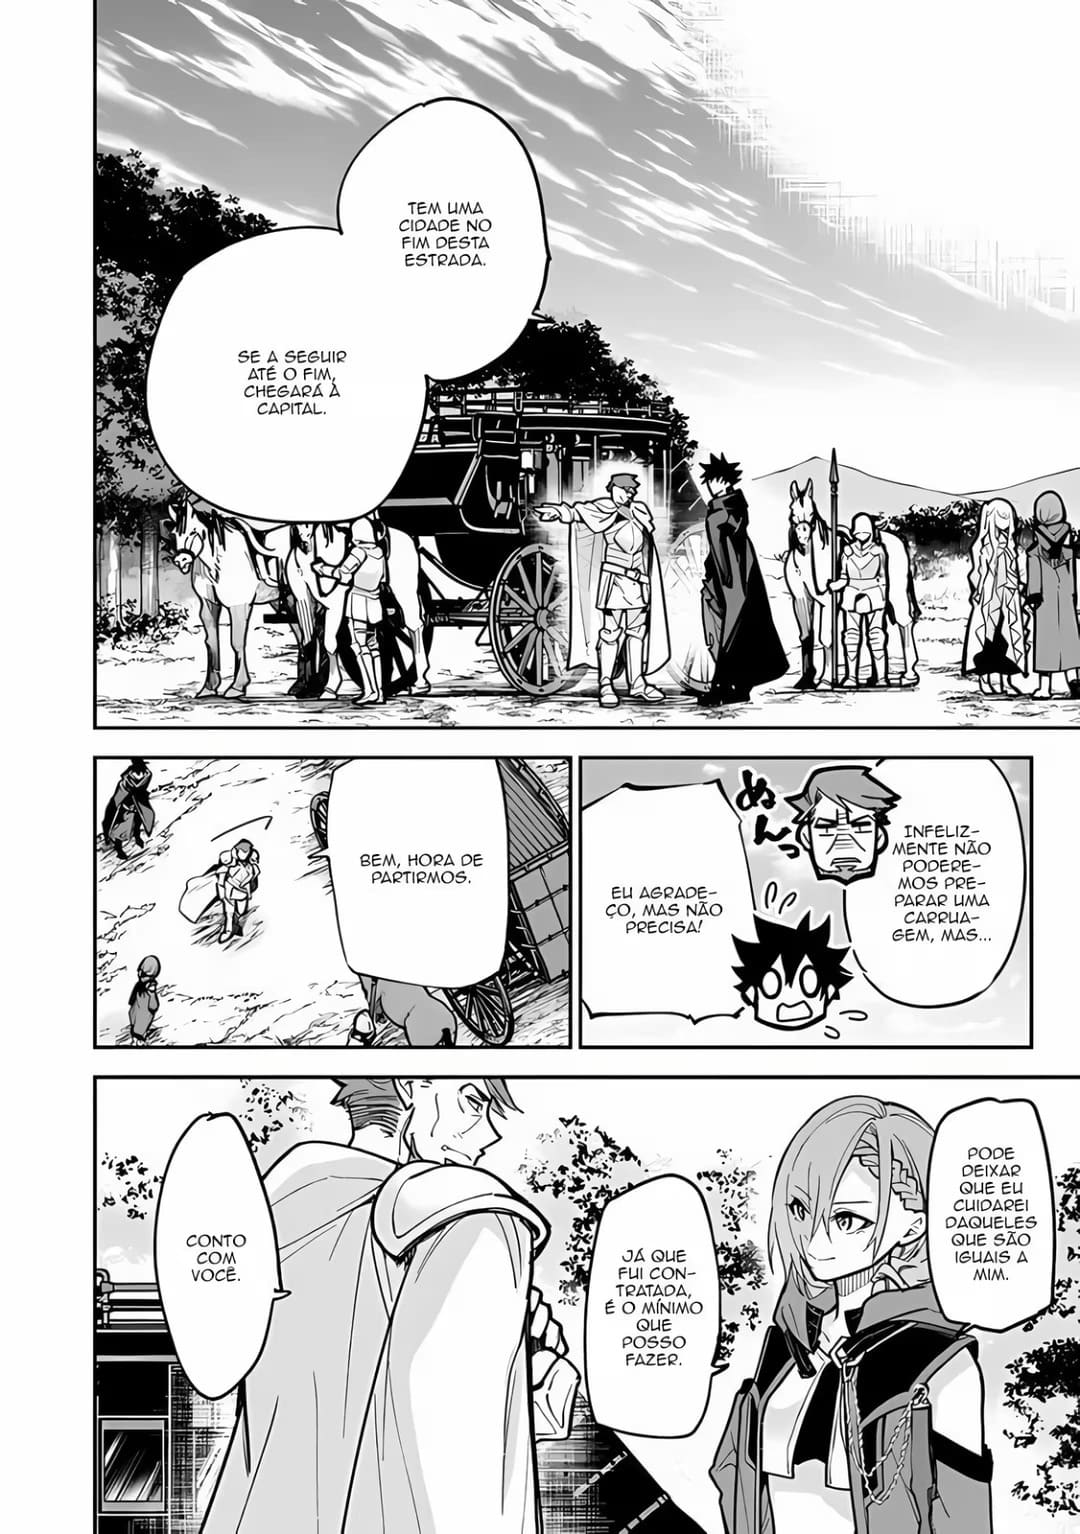 TEM UMA
CIDADE NO
FIM DESTA
ESTRADA.
SE A SEGUIR
ATÉ O FIM,
CHEGARÁ À
CAPITAL.
INFELIZ-
MENTE NÃO
PODERE-
MOS PRE-
PARAR UMA
CARRUA-
GEM, MAS...
ぬんっ
EU AGRADE-
ÇO, MAS NÃO
PRECISA!
BEM, HORA DE
PARTIRMOS.
PODE
DEIXAR
QUE EU
CUIDAREI
DAQUELES
QUE SÃO
IGUAIS A
MIM.
JÁ QUE
FUI CON-
TRATADA,
É O MÍNIMO
QUE
POSSO
FAZER.
CONTO
COM
VOCÊ.